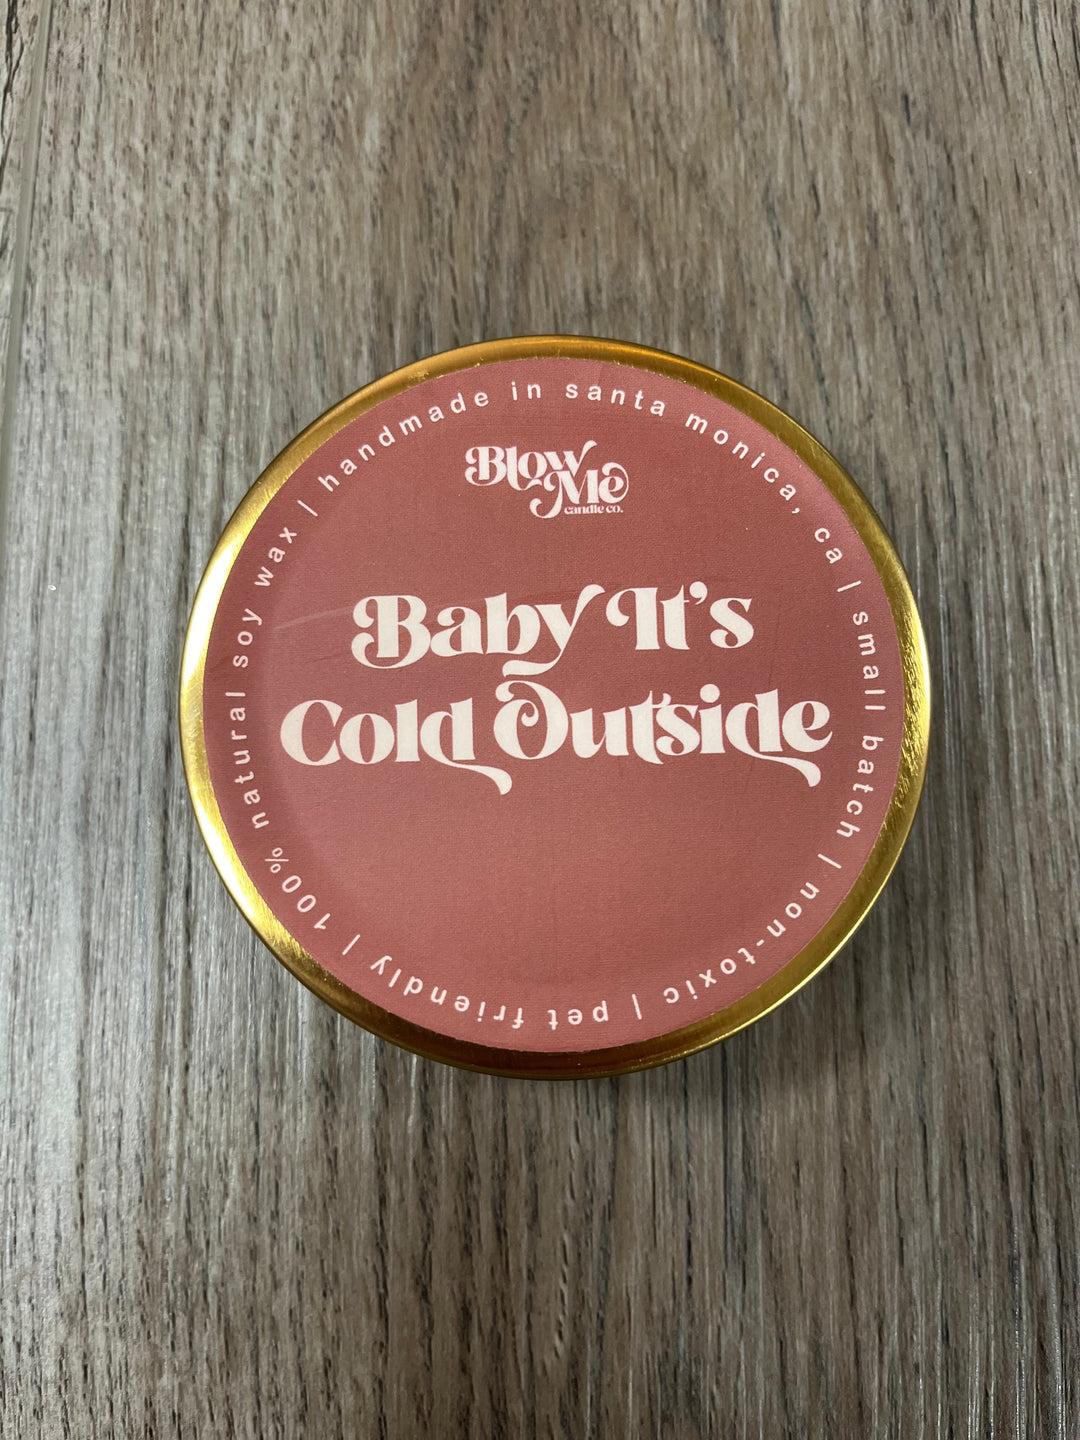 Blow
Me
candle co.
Baby It's
Cold Outside
100% natural soy wax | handmade in santa monica, ca | small batch | non-toxic | pet friendly |